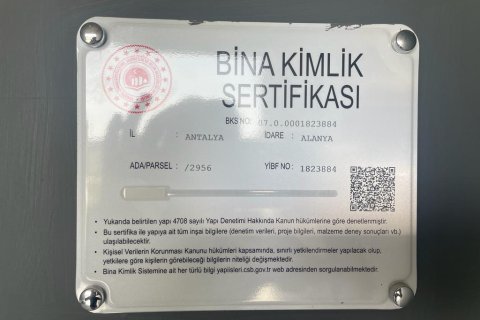 BİNA KİMLİK
SERTİFİKASI
BKS NO: 07.0.0001823884
İL : ANTALYA İDARE: ALANYA
ADA/PARSEL : /2956 YİBF NO: 1823884
• Yukarıda belirtilen yapı 4708 sayılı Yapı Denetimi Hakkında Kanun hükümlerine göre denetlenmiştir.
• Bu sertifika ile yapıya ait tüm inşai bilgilere (denetim verileri, proje bilgileri, malzeme deney sonuçları vb.)
ulaşılabilecektir.
• Kişisel Verilerin Korunması Kanunu hükümleri kapsamında, sınırlı yetkilendirmeler yapılacak olup,
yetkilere göre kişilerin görebileceği bilgilerin niteliği değişmektedir.
• Bina Kimlik Sistemine ait her türlü bilgi yapiisleri.csb.gov.tr web adresinden sorgulanabilmektedir.